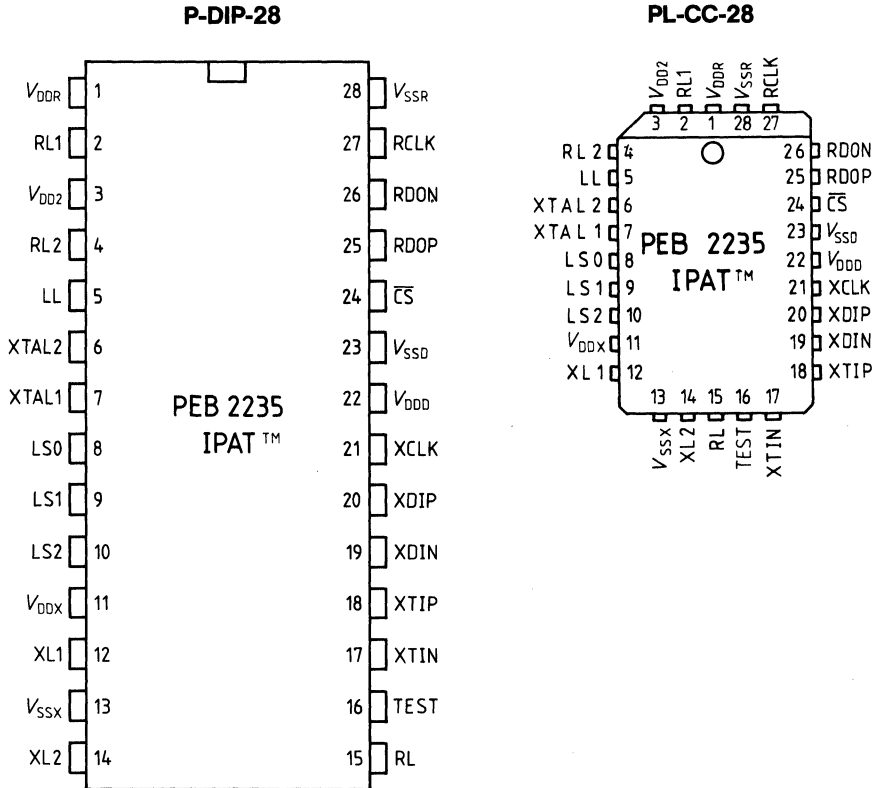 P-DIP-28
VDDR 1 28 VSSR
RL1 2 27 RCLK
VDD2 3 26 RDON
RL2 4 25 RDOP
LL 5 24 C̅S̅
XTAL2 6 23 VSSD
XTAL1 7 22 VDDD
PEB 2235
IPAT™
LS0 8 21 XCLK
LS1 9 20 XDIP
LS2 10 19 XDIN
VDDX 11 18 XTIP
XL1 12 17 XTIN
VSSX 13 16 TEST
XL2 14 15 RL
PL-CC-28
VDD2 RL1 VDDR VSSR RCLK
3 2 1 28 27
RL2 4 26 RDON
LL 5 25 RDOP
XTAL2 6 24 C̅S̅
XTAL1 7 23 VSSD
PEB 2235
IPAT™
LS0 8 22 VDDD
LS1 9 21 XCLK
LS2 10 20 XDIP
VDDX 11 19 XDIN
XL1 12 18 XTIP
13 14 15 16 17
VSSX XL2 RL TEST XTIN